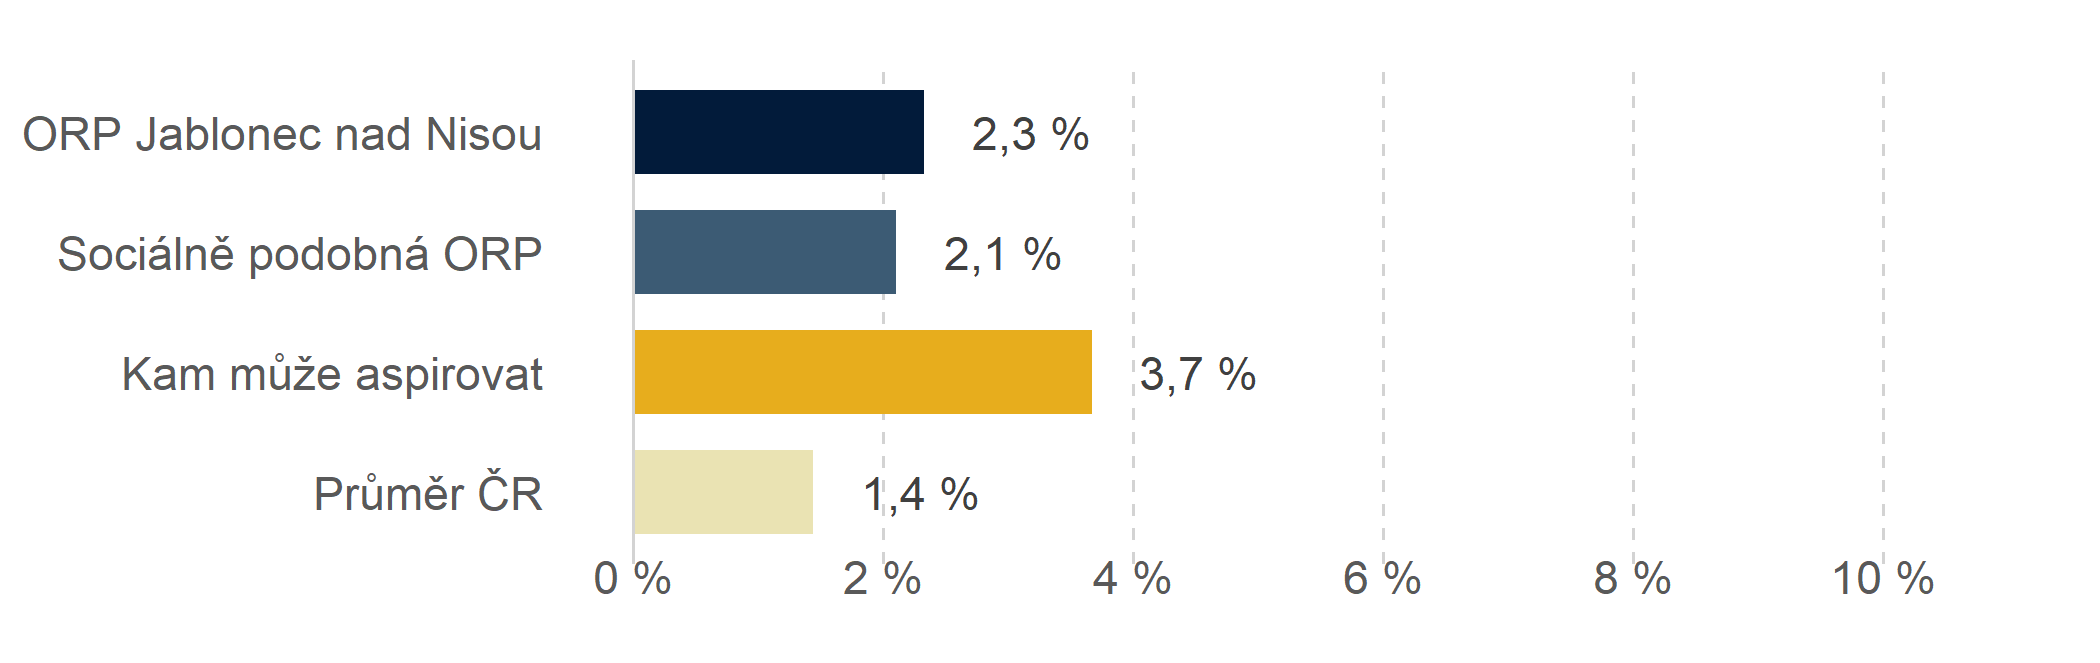 ORP Jablonec nad Nisou 2,3 %
Sociálně podobná ORP 2,1 %
Kam může aspirovat 3,7 %
Průměr ČR 1,4 %
0 % 2 % 4 % 6 % 8 % 10 %